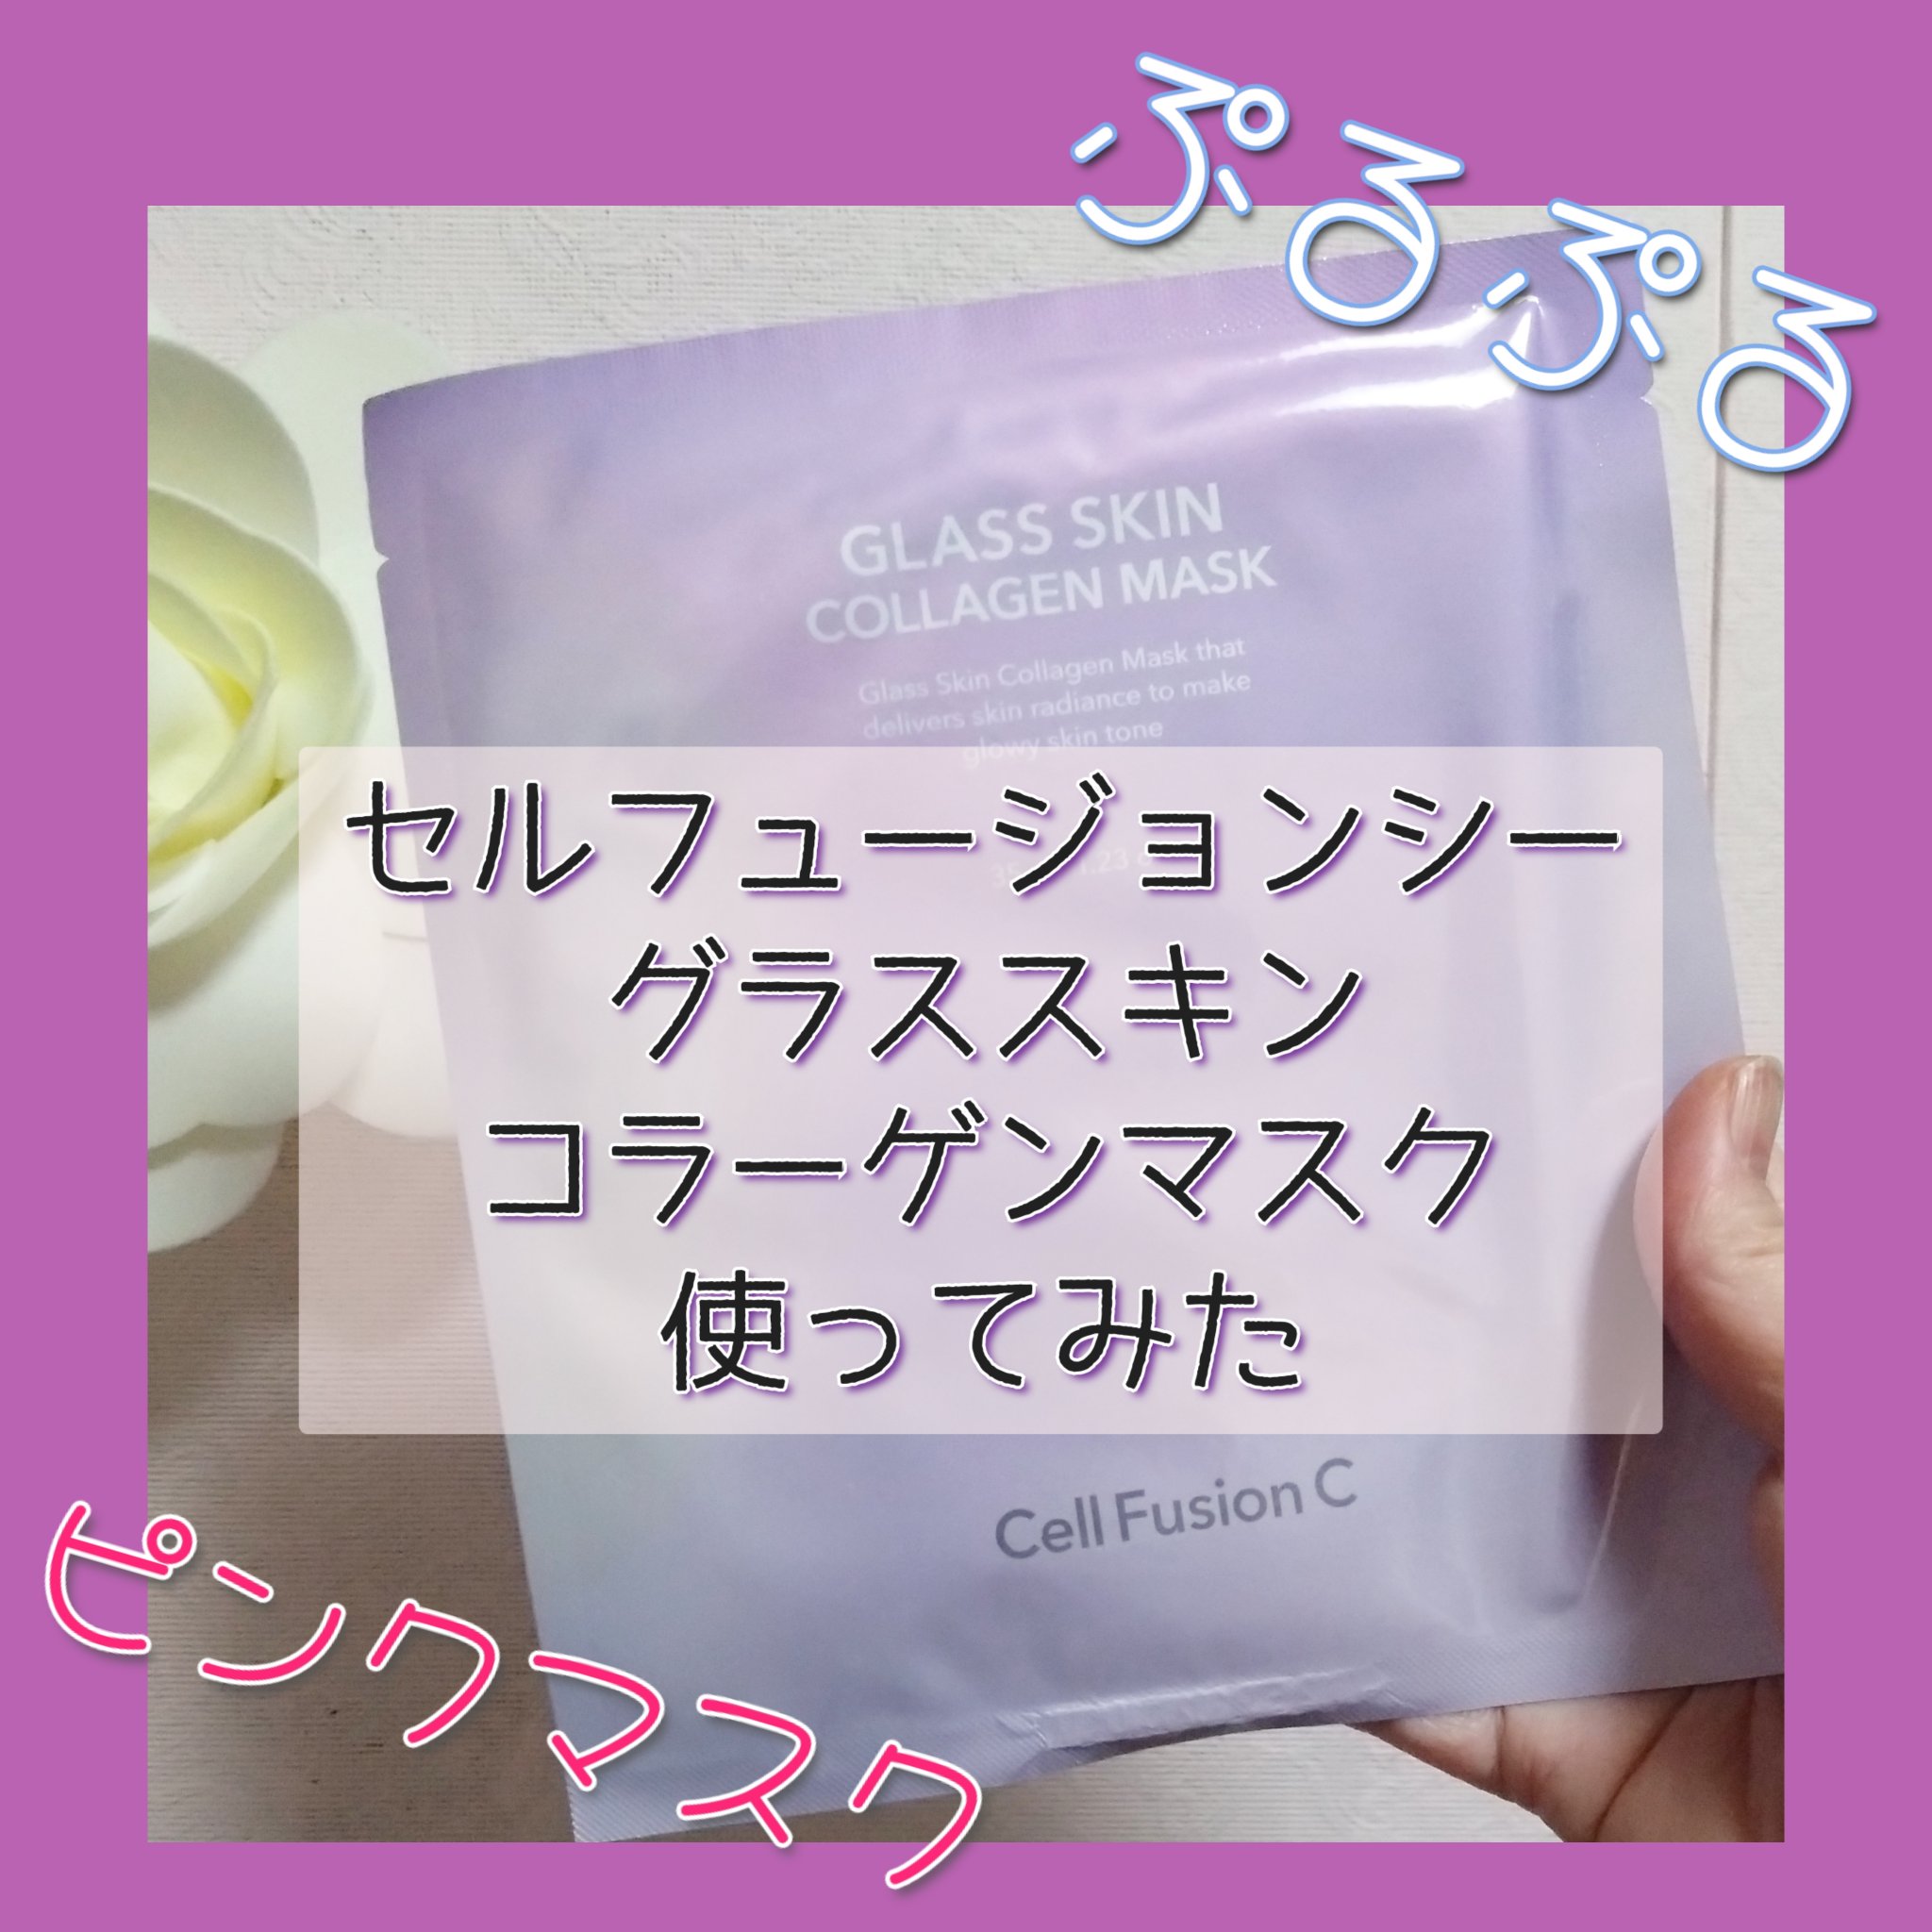 ぷるぷる
GLASS SKIN
COLLAGEN MASK
Glass Skin Collagen Mask that
delivers skin radiance to make
glowy skin tone
セルフュージョンシー
グラススキン
コラーゲンマスク
使ってみた
Cell Fusion C
ピンクマスク